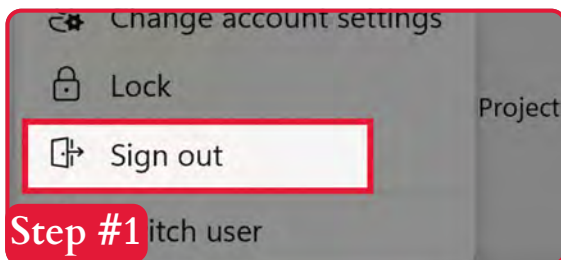 Change account settings
Lock
Project
Sign out
Step #1
itch user